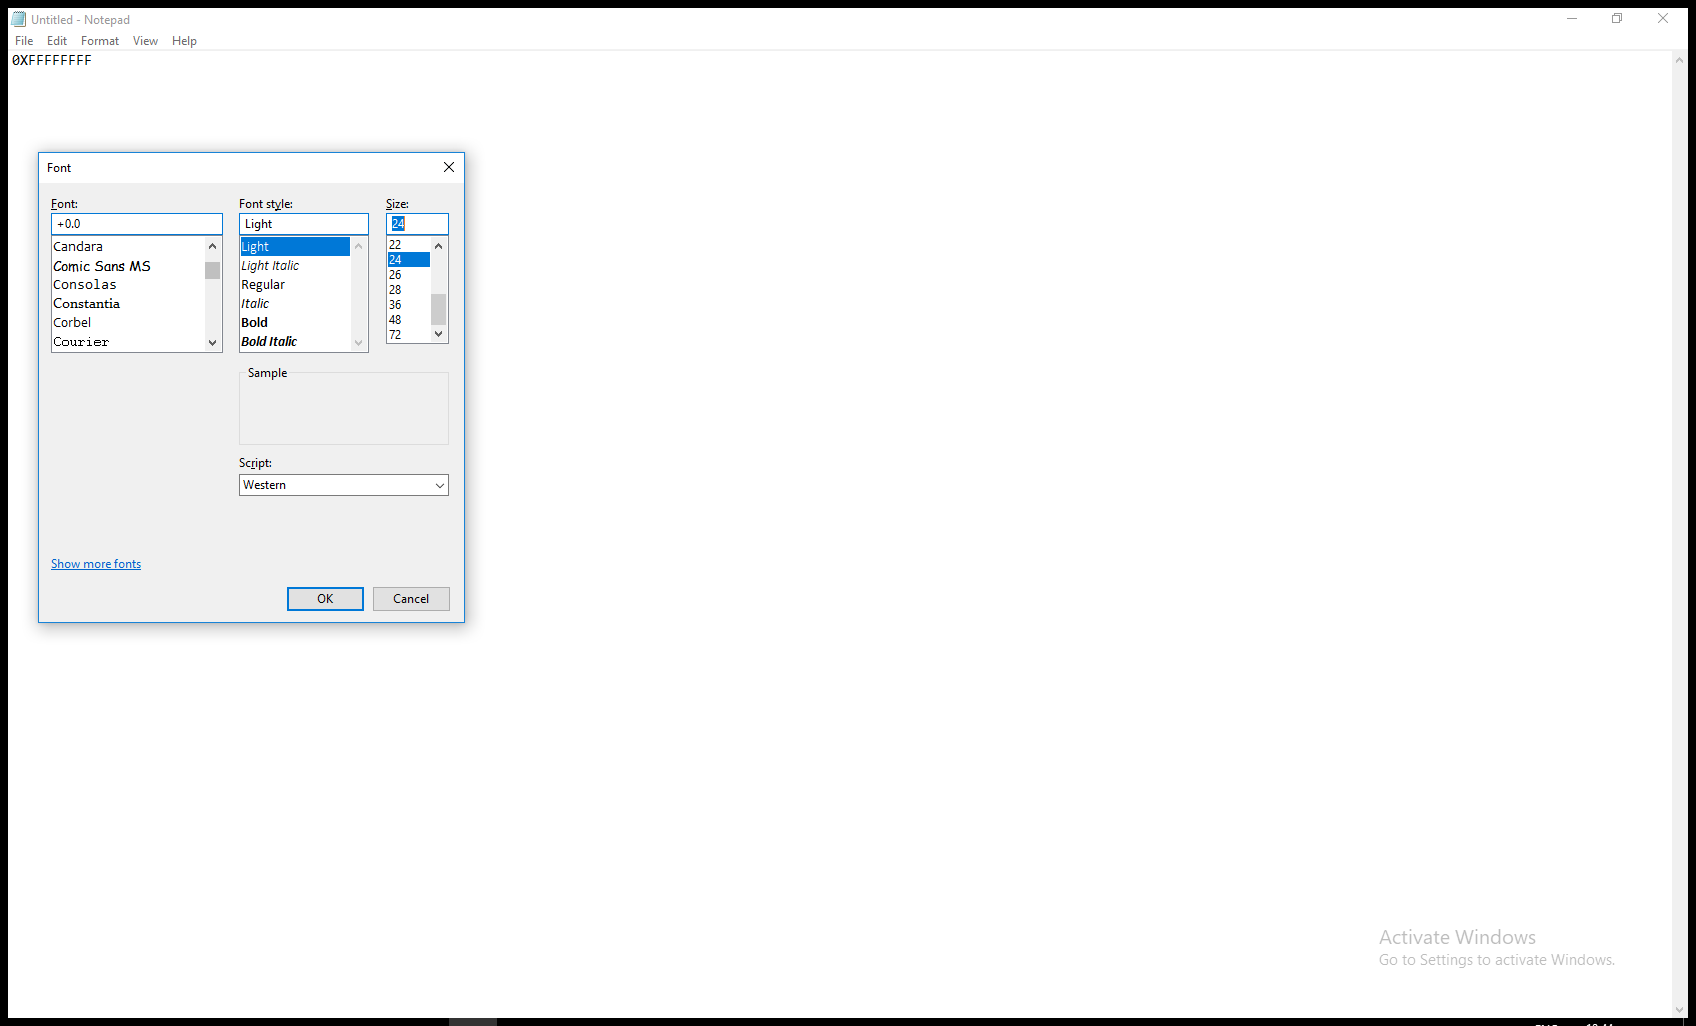 Untitled - Notepad
File Edit Format View Help
0XFFFFFFFF
Font
Font: Font style: Size:
+0.0 Light 24
Candara
Comic Sans MS
Consolas
Constantia
Corbel
Courier
Light
Light Italic
Regular
Italic
Bold
Bold Italic
22
24
26
28
36
48
72
Sample
Script:
Western
Show more fonts
OK Cancel
Activate Windows
Go to Settings to activate Windows.